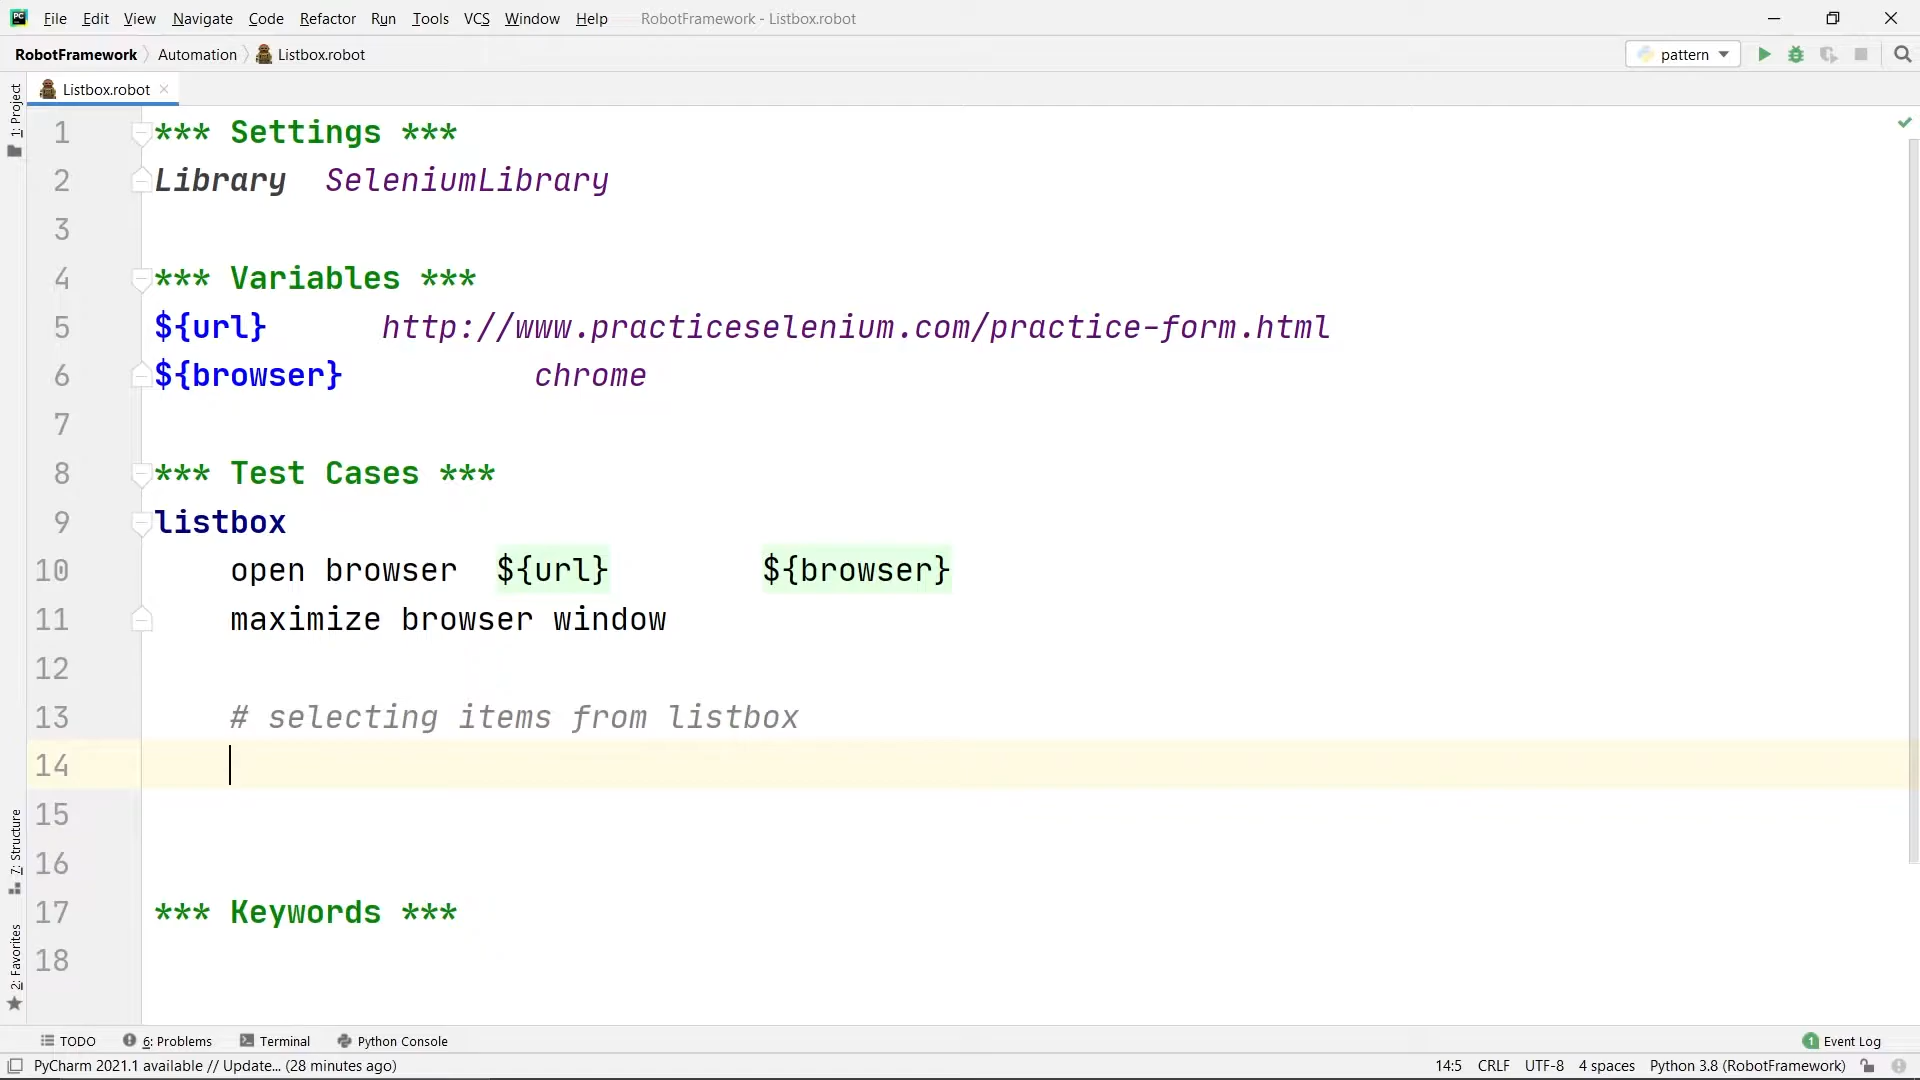 File Edit View Navigate Code Refactor Run Tools VCS Window Help RobotFramework - Listbox.robot
RobotFramework Automation Listbox.robot pattern
Listbox.robot
1: Project
1 *** Settings ***
2 Library SeleniumLibrary
3
4 *** Variables ***
5 ${url} http://www.practiceselenium.com/practice-form.html
6 ${browser} chrome
7
8 *** Test Cases ***
9 listbox
10 open browser ${url} ${browser}
11 maximize browser window
12
13 # selecting items from listbox
14
15
16
17 *** Keywords ***
18
7: Structure
2: Favorites
TODO 6: Problems Terminal Python Console 1 Event Log
PyCharm 2021.1 available // Update... (28 minutes ago) 14:5 CRLF UTF-8 4 spaces Python 3.8 (RobotFramework)